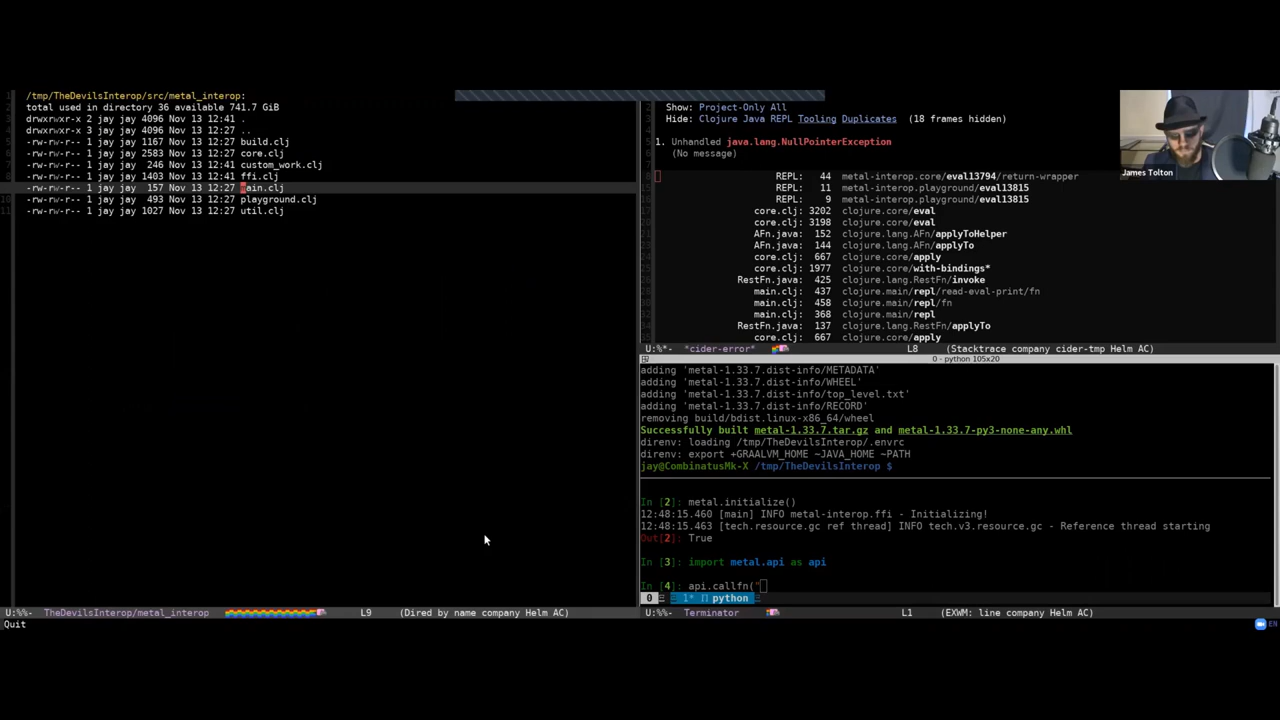 /tmp/TheDevilsInterop/src/metal_interop:
total used in directory 36 available 741.7 GiB
drwxrwxr-x 2 jay jay 4096 Nov 13 12:41 .
drwxrwxr-x 3 jay jay 4096 Nov 13 12:27 ..
-rw-rw-r-- 1 jay jay 1167 Nov 13 12:27 build.clj
-rw-rw-r-- 1 jay jay 2583 Nov 13 12:27 core.clj
-rw-rw-r-- 1 jay jay 246 Nov 13 12:41 custom_work.clj
-rw-rw-r-- 1 jay jay 1403 Nov 13 12:41 ffi.clj
-rw-rw-r-- 1 jay jay 157 Nov 13 12:27 main.clj
-rw-rw-r-- 1 jay jay 493 Nov 13 12:27 playground.clj
-rw-rw-r-- 1 jay jay 1027 Nov 13 12:27 util.clj
U:%%- TheDevilsInterop/metal_interop L9 (Dired by name company Helm AC)
Quit
Show: Project-Only All
Hide: Clojure Java REPL Tooling Duplicates (18 frames hidden)
1. Unhandled java.lang.NullPointerException
(No message)
REPL: 44 metal-interop.core/eval13794/return-wrapper
REPL: 11 metal-interop.playground/eval13815
REPL: 9 metal-interop.playground/eval13815
core.clj: 3202 clojure.core/eval
core.clj: 3198 clojure.core/eval
AFn.java: 152 clojure.lang.AFn/applyToHelper
AFn.java: 144 clojure.lang.AFn/applyTo
core.clj: 667 clojure.core/apply
core.clj: 1977 clojure.core/with-bindings*
RestFn.java: 425 clojure.lang.RestFn/invoke
main.clj: 437 clojure.main/repl/read-eval-print/fn
main.clj: 458 clojure.main/repl/fn
main.clj: 368 clojure.main/repl
RestFn.java: 137 clojure.lang.RestFn/applyTo
core.clj: 667 clojure.core/apply
U:%*- *cider-error* L8 (Stacktrace company cider-tmp Helm AC)
0 - python 105x20
adding 'metal-1.33.7.dist-info/METADATA'
adding 'metal-1.33.7.dist-info/WHEEL'
adding 'metal-1.33.7.dist-info/top_level.txt'
adding 'metal-1.33.7.dist-info/RECORD'
removing build/bdist.linux-x86_64/wheel
Successfully built metal-1.33.7.tar.gz and metal-1.33.7-py3-none-any.whl
direnv: loading /tmp/TheDevilsInterop/.envrc
direnv: export +GRAALVM_HOME ~JAVA_HOME ~PATH
jay@CombinatusMk-X /tmp/TheDevilsInterop $
In [2]: metal.initialize()
12:48:15.460 [main] INFO metal-interop.ffi - Initializing!
12:48:15.463 [tech.resource.gc ref thread] INFO tech.v3.resource.gc - Reference thread starting
Out[2]: True
In [3]: import metal.api as api
In [4]: api.callfn("
0 1* python
U:%%- Terminator L1 (EXWM: line company Helm AC)
James Tolton
EN